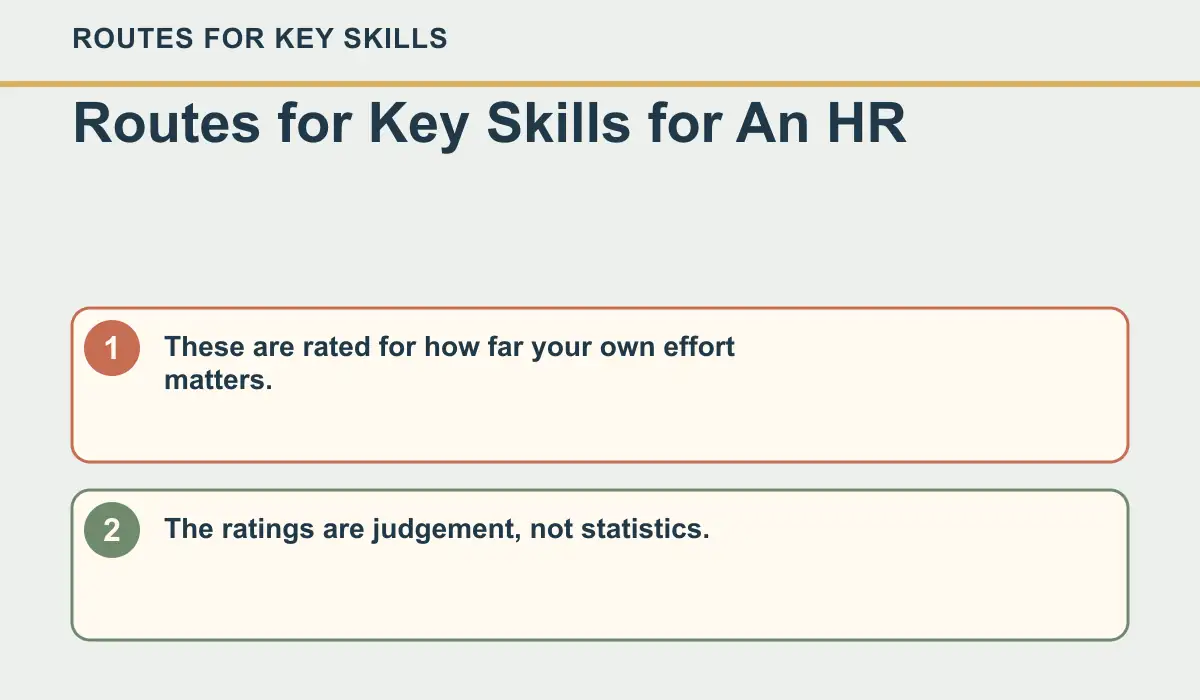 ROUTES FOR KEY SKILLS
Routes for Key Skills for An HR
1
These are rated for how far your own effort
matters.
2
The ratings are judgement, not statistics.